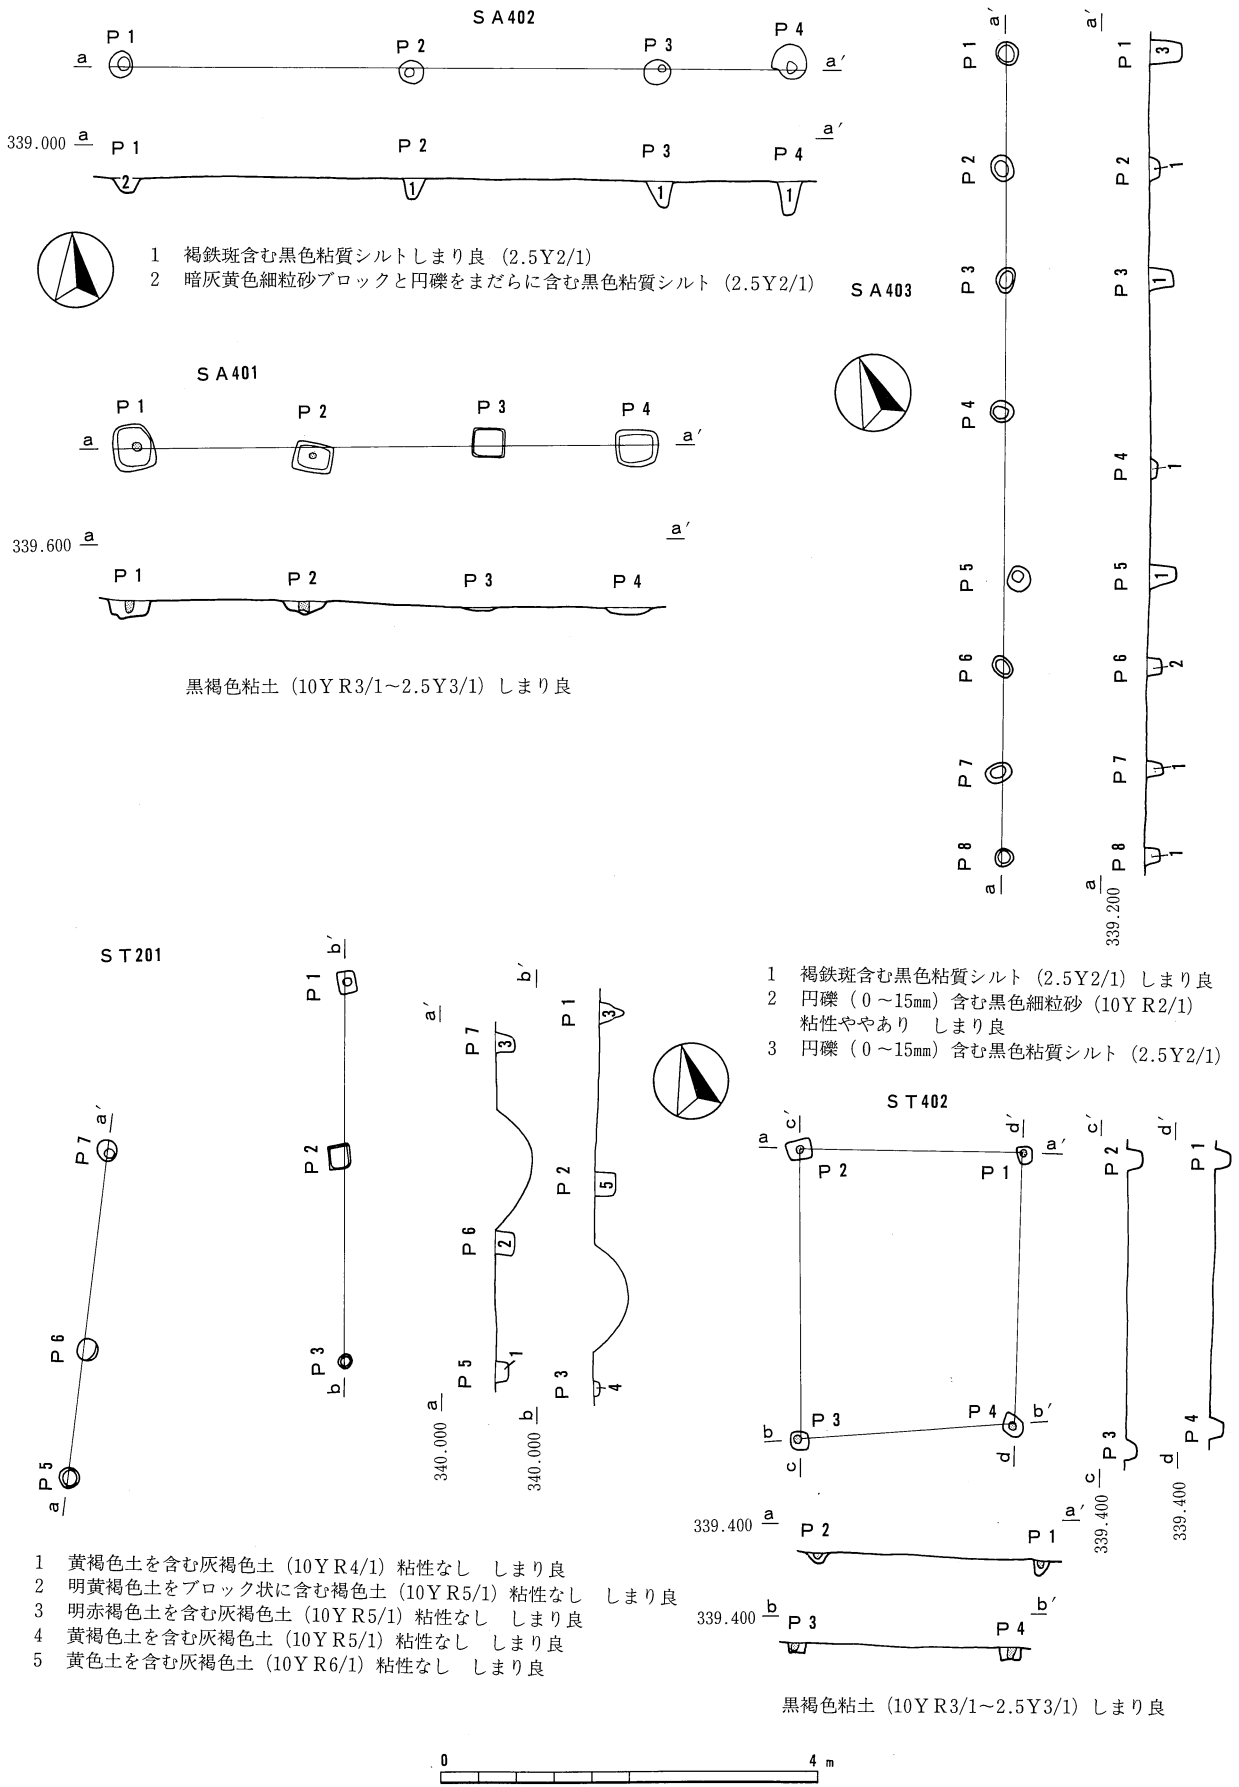 SA402
P1
P2
P3
P4
a
a′
339.000
a
a′
P1
P2
P3
P4
2
1
1
1
1 褐鉄斑含む黒色粘質シルトしまり良（2.5Y2/1）
2 暗灰黄色細粒砂ブロックと円礫をまだらに含む黒色粘質シルト（2.5Y2/1）
SA401
P1
P2
P3
P4
a
a′
339.600
a
a′
P1
P2
P3
P4
黒褐色粘土（10YR3/1～2.5Y3/1）しまり良
SA403
a′
P1
P2
P3
P4
P5
P6
P7
P8
a
a′
P1
3
P2
1
P3
1
P4
1
P5
1
P6
2
P7
1
P8
1
a
339.200
1 褐鉄斑含む黒色粘質シルト（2.5Y2/1）しまり良
2 円礫（0～15㎜）含む黒色細粒砂（10YR2/1）
粘性ややあり しまり良
3 円礫（0～15㎜）含む黒色粘質シルト（2.5Y2/1）
ST201
a′
P7
P6
P5
a
b′
P1
P2
P3
b
a′
P7
3
P6
2
P5
1
a
340.000
b′
P1
3
P2
5
P3
4
b
340.000
1 黄褐色土を含む灰褐色土（10YR4/1）粘性なし しまり良
2 明黄褐色土をブロック状に含む褐色土（10YR5/1）粘性なし しまり良
3 明赤褐色土を含む灰褐色土（10YR5/1）粘性なし しまり良
4 黄褐色土を含む灰褐色土（10YR5/1）粘性なし しまり良
5 黄色土を含む灰褐色土（10YR6/1）粘性なし しまり良
ST402
c′
d′
a
a′
P2
P1
P3
P4
b
b′
c
d
c′
P2
P3
c
339.400
d′
P1
P4
d
339.400
339.400
a
a′
P2
P1
339.400
b
b′
P3
P4
黒褐色粘土（10YR3/1～2.5Y3/1）しまり良
0
4m